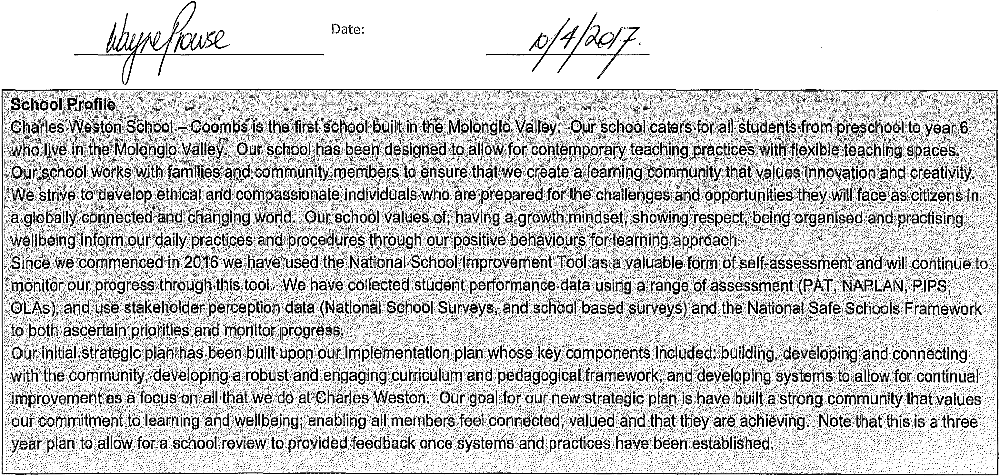 Wayne Prowse Date: 10/4/2017.
School Profile
Charles Weston School – Coombs is the first school built in the Molonglo Valley. Our school caters for all students from preschool to year 6
who live in the Molonglo Valley. Our school has been designed to allow for contemporary teaching practices with flexible teaching spaces.
Our school works with families and community members to ensure that we create a learning community that values innovation and creativity.
We strive to develop ethical and compassionate individuals who are prepared for the challenges and opportunities they will face as citizens in
a globally connected and changing world. Our school values of; having a growth mindset, showing respect, being organised and practising
wellbeing inform our daily practices and procedures through our positive behaviours for learning approach.
Since we commenced in 2016 we have used the National School Improvement Tool as a valuable form of self-assessment and will continue to
monitor our progress through this tool. We have collected student performance data using a range of assessment (PAT, NAPLAN, PIPS,
OLAs), and use stakeholder perception data (National School Surveys, and school based surveys) and the National Safe Schools Framework
to both ascertain priorities and monitor progress.
Our initial strategic plan has been built upon our implementation plan whose key components included: building, developing and connecting
with the community, developing a robust and engaging curriculum and pedagogical framework, and developing systems to allow for continual
improvement as a focus on all that we do at Charles Weston. Our goal for our new strategic plan is have built a strong community that values
our commitment to learning and wellbeing; enabling all members feel connected, valued and that they are achieving. Note that this is a three
year plan to allow for a school review to provided feedback once systems and practices have been established.